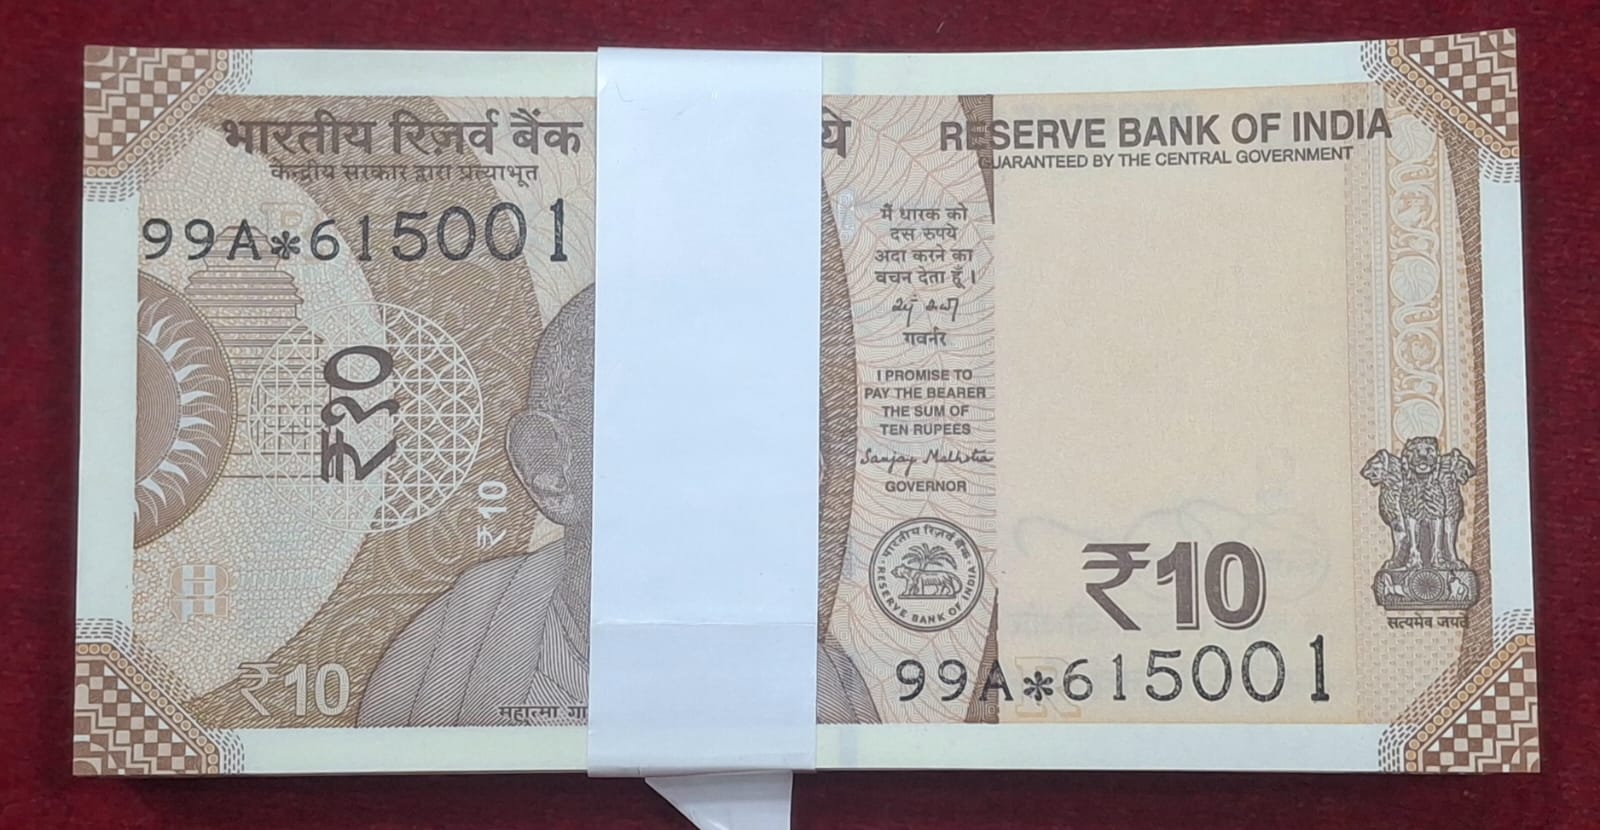 भारतीय रिज़र्व बैंक
केन्द्रीय सरकार द्वारा प्रत्याभूत
99A*615001
₹१०
₹10
₹10
महात्मा गा
ये
RESERVE BANK OF INDIA
GUARANTEED BY THE CENTRAL GOVERNMENT
मैं धारक को
दस रुपये
अदा करने का
वचन देता हूँ।
गवर्नर
I PROMISE TO
PAY THE BEARER
THE SUM OF
TEN RUPEES
Sanjay Malhotra
GOVERNOR
भारतीय रिज़र्व बैंक
RESERVE BANK OF INDIA
₹10
सत्यमेव जयते
99A*615001